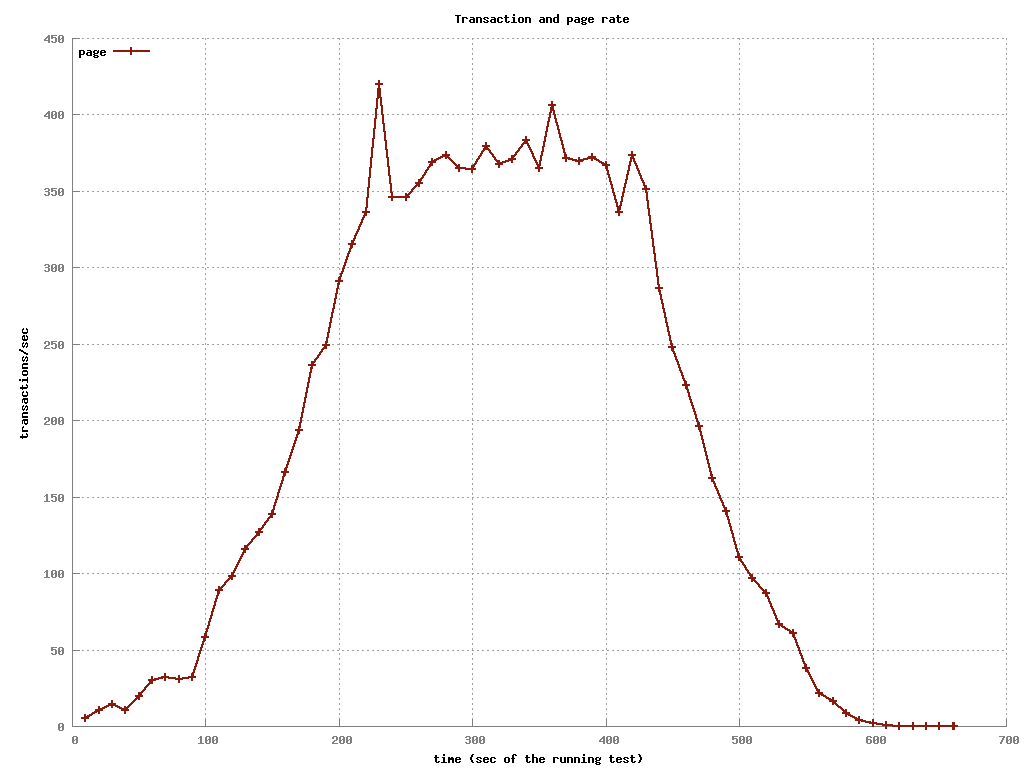 Transaction and page rate
450
page
400
350
300
250
transactions/sec
200
150
100
50
0
0 100 200 300 400 500 600 700
time (sec of the running test)